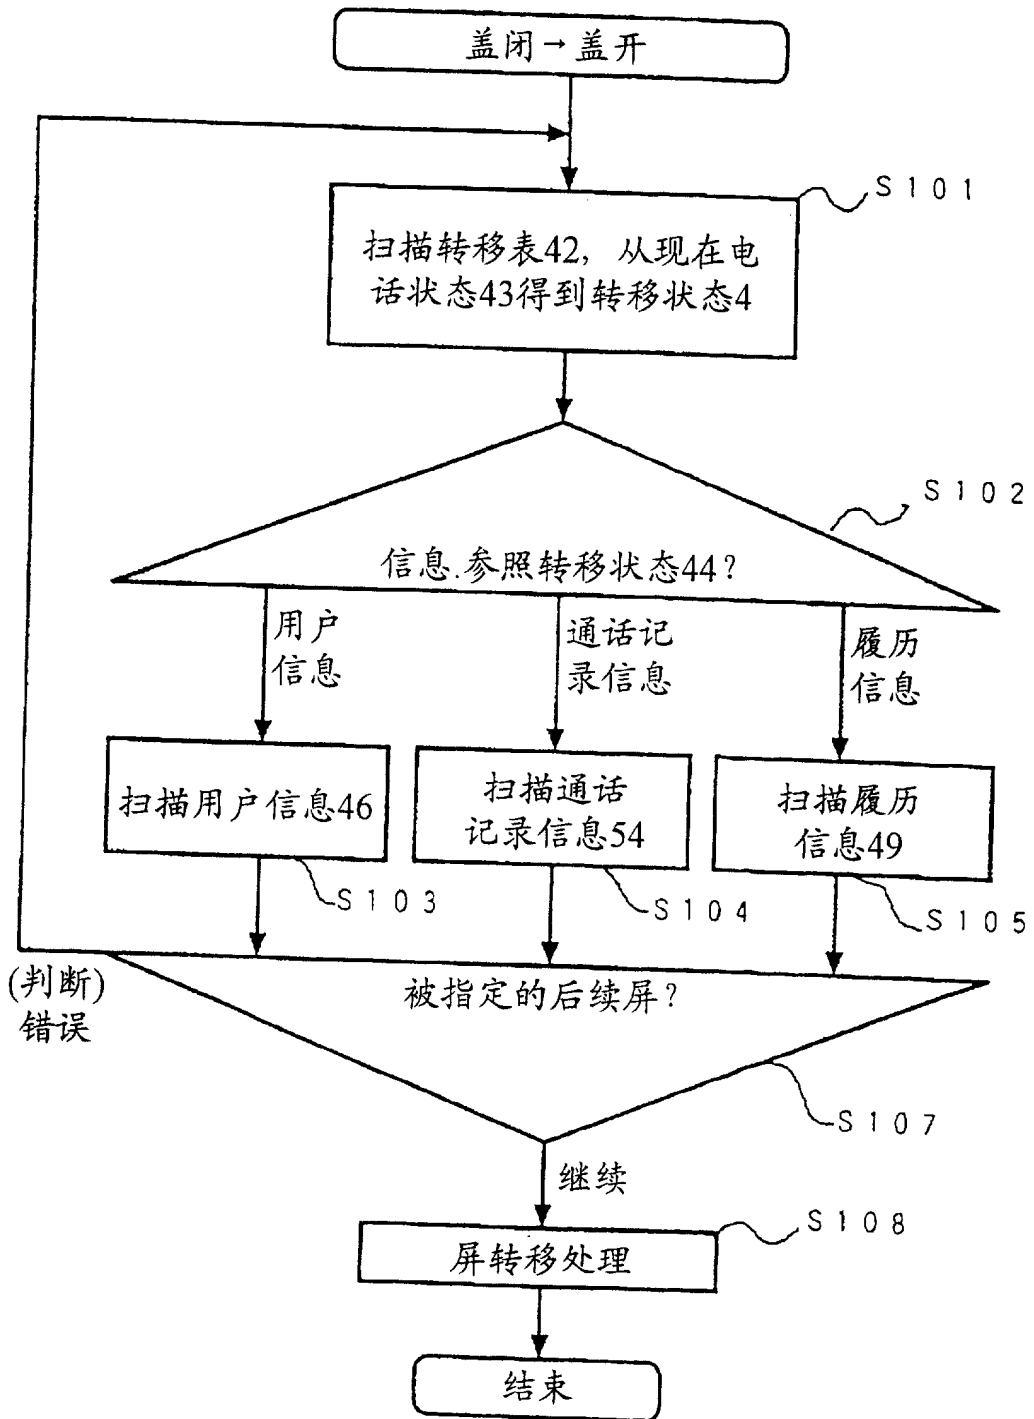 盖闭→盖开
S101
扫描转移表42，从现在电
话状态43得到转移状态4
S102
信息.参照转移状态44？
用户
信息
通话记
录信息
履历
信息
扫描用户信息46
扫描通话
记录信息54
扫描履历
信息49
S103
S104
S105
(判断)
错误
被指定的后续屏？
S107
继续
S108
屏转移处理
结束